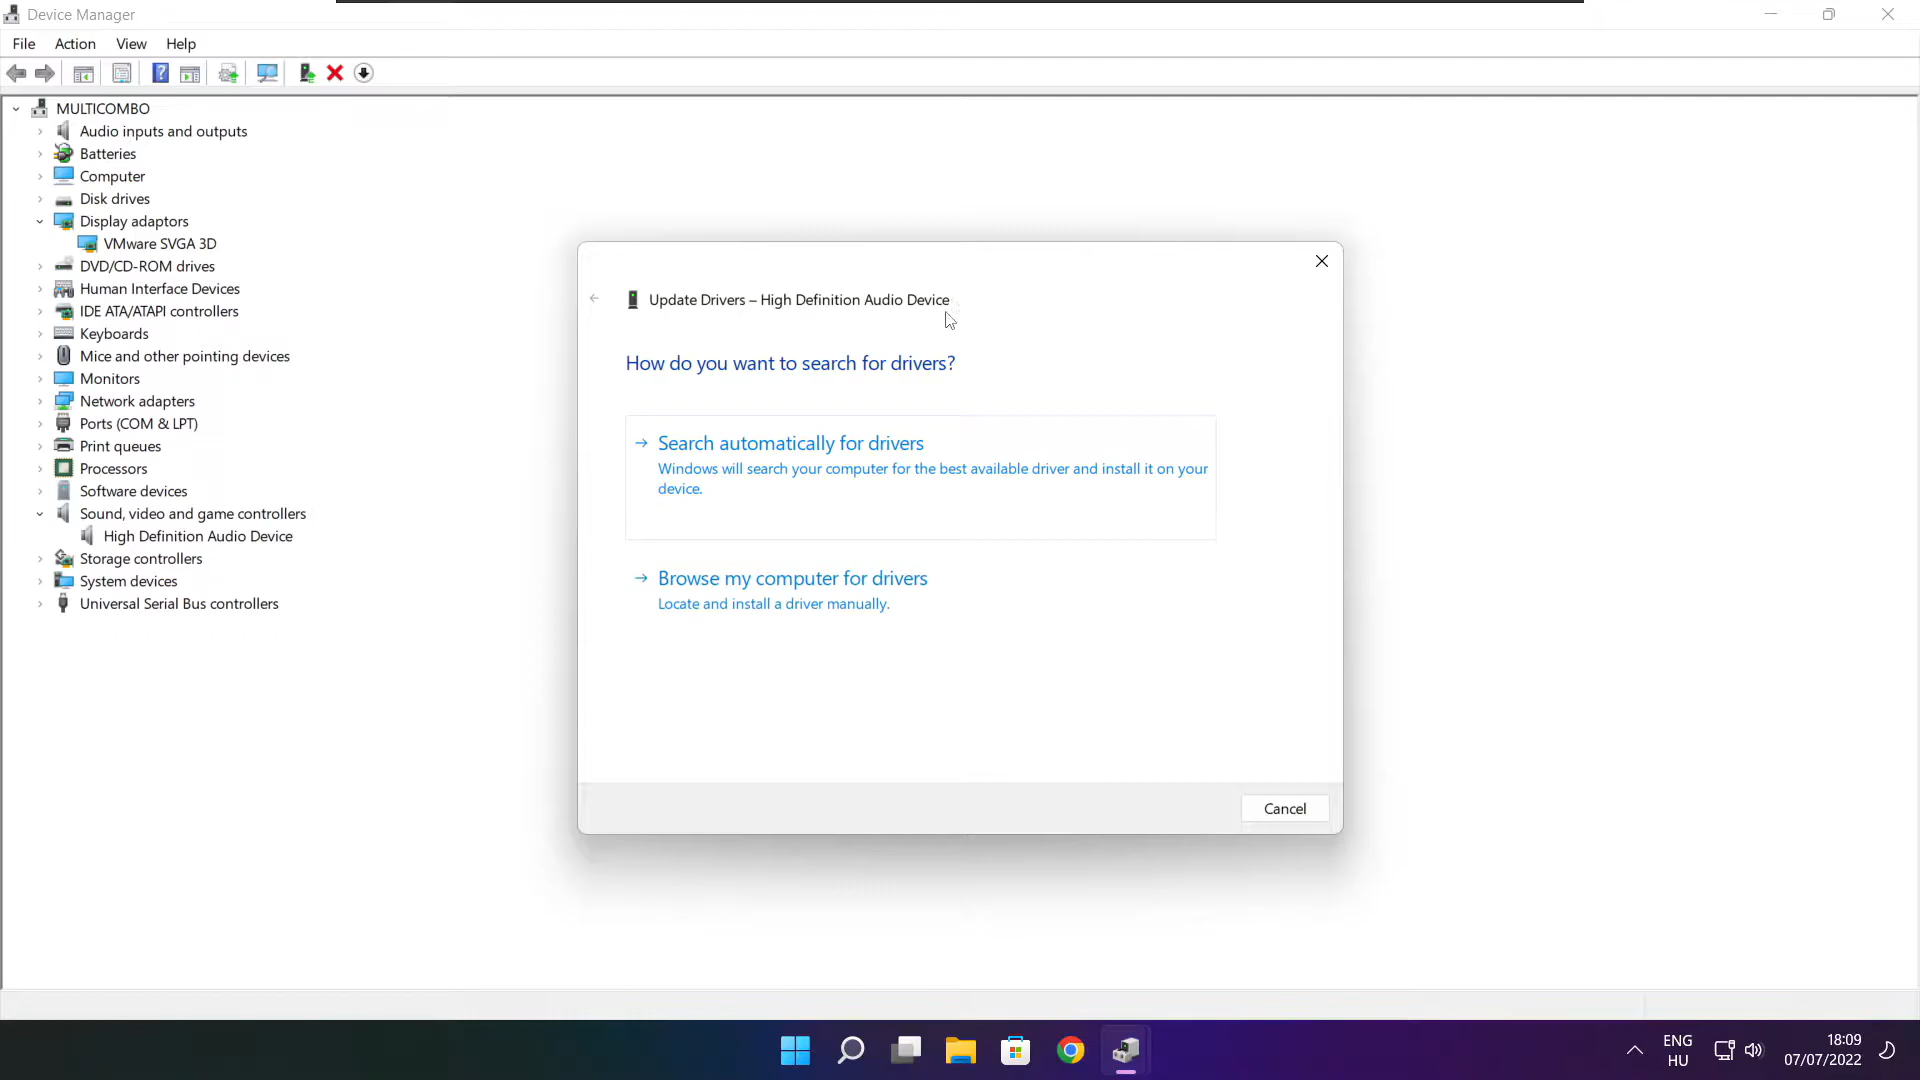 Device Manager
File Action View Help
MULTICOMBO
Audio inputs and outputs
Batteries
Computer
Disk drives
Display adaptors
VMware SVGA 3D
DVD/CD-ROM drives
Human Interface Devices
IDE ATA/ATAPI controllers
Keyboards
Mice and other pointing devices
Monitors
Network adapters
Ports (COM & LPT)
Print queues
Processors
Software devices
Sound, video and game controllers
High Definition Audio Device
Storage controllers
System devices
Universal Serial Bus controllers
Update Drivers – High Definition Audio Device
How do you want to search for drivers?
Search automatically for drivers
Windows will search your computer for the best available driver and install it on your
device.
Browse my computer for drivers
Locate and install a driver manually.
Cancel
ENG
HU
18:09
07/07/2022